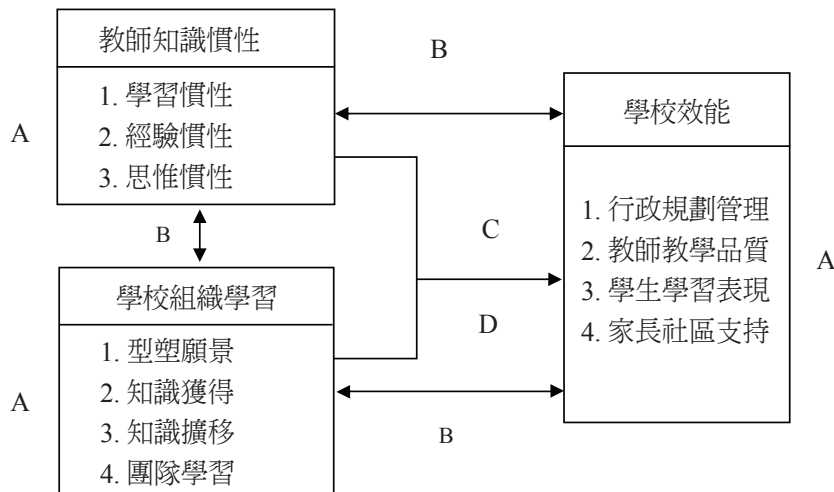 教師知識慣性
1. 學習慣性
2. 經驗慣性
3. 思惟慣性
A
B
B
學校效能
1. 行政規劃管理
2. 教師教學品質
3. 學生學習表現
4. 家長社區支持
A
C
D
學校組織學習
1. 型塑願景
2. 知識獲得
3. 知識擴移
4. 團隊學習
A
B